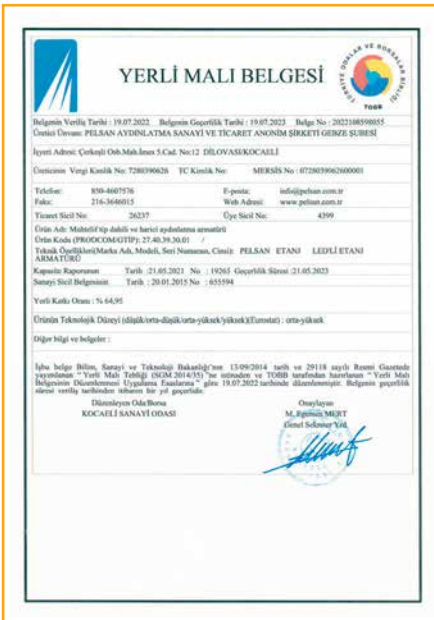 YERLİ MALI BELGESİ
TÜRKİYE ODALAR VE BORSALAR BİRLİĞİ
TOBB
Belgenin Veriliş Tarihi : 19.07.2022 Belgenin Geçerlilik Tarihi : 19.07.2023 Belge No : 2022108598055
Üretici Ünvanı: PELSAN AYDINLATMA SANAYİ VE TİCARET ANONİM ŞİRKETİ GEBZE ŞUBESİ
İşyeri Adresi: Çerkeşli Osb.Mah.İmes 5.Cad. No:12 DİLOVASI/KOCAELİ
Üreticinin Vergi Kimlik No: 7280390626 TC Kimlik No: MERSİS No : 0728039062600001
Telefon: 850-4607576 E-posta: info@pelsan.com.tr
Faks: 216-3646015 Web Adresi: www.pelsan.com.tr
Ticaret Sicil No: 26237 Üye Sicil No: 4399
Ürün Adı: Muhtelif tip dahili ve harici aydınlatma armatürü
Ürün Kodu (PRODCOM/GTİP): 27.40.39.30.01 /
Teknik Özellikleri(Marka Adı, Modeli, Seri Numarası, Cinsi): PELSAN ETANJ LED'Lİ ETANJ
ARMATÜRÜ
Kapasite Raporunun Tarih :21.05.2021 No : 19265 Geçerlilik Süresi :21.05.2023
Sanayi Sicil Belgesinin Tarih : 20.01.2015 No : 655594
Yerli Katkı Oranı : % 64,95
Ürünün Teknolojik Düzeyi (düşük/orta-düşük/orta-yüksek/yüksek)(Eurostat) : orta-yüksek
Diğer bilgi ve belgeler :
İşbu belge Bilim, Sanayi ve Teknoloji Bakanlığı'nın 13/09/2014 tarih ve 29118 sayılı Resmi Gazetede
yayımlanan " Yerli Malı Tebliği (SGM 2014/35) "ne istinaden ve TOBB tarafından hazırlanan " Yerli Malı
Belgesinin Düzenlenmesi Uygulama Esaslarına " göre 19.07.2022 tarihinde düzenlenmiştir. Belgenin geçerlilik
süresi veriliş tarihinden itibaren bir yıl geçerlidir.
Düzenleyen Oda/Borsa Onaylayan
KOCAELİ SANAYİ ODASI M. Egemen MERT
Genel Sekreter Yrd.